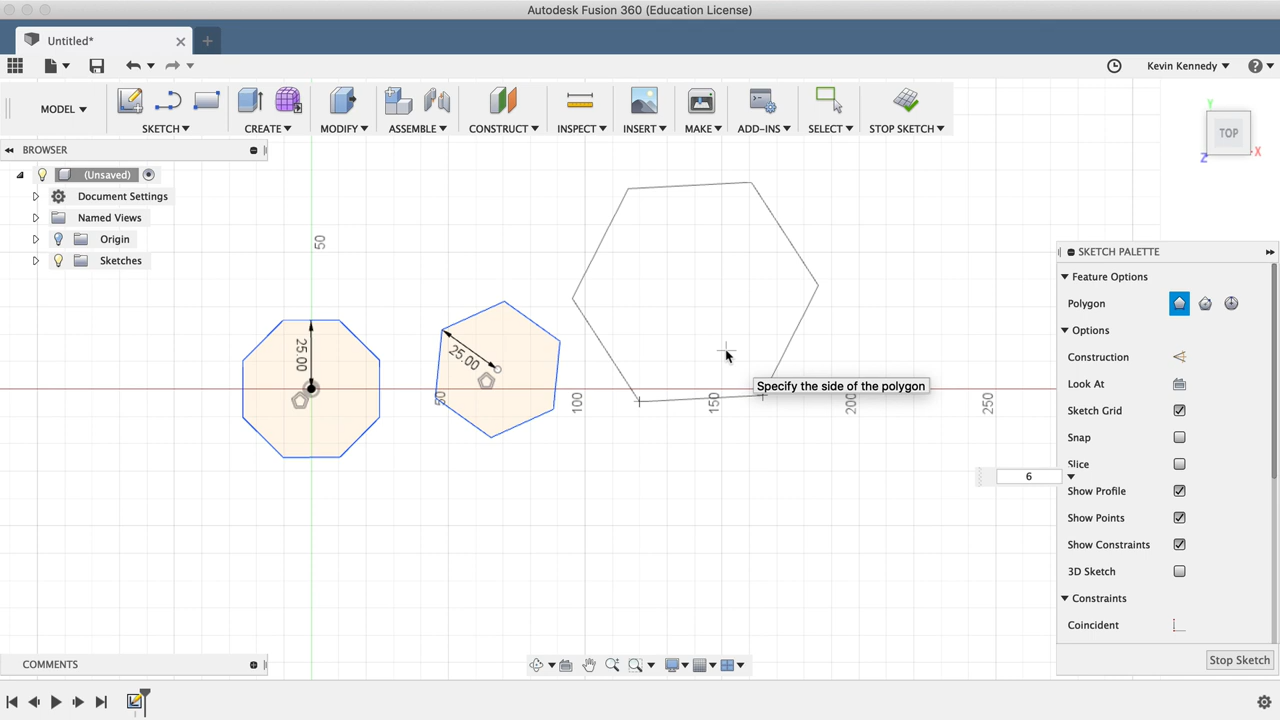 Autodesk Fusion 360 (Education License)
Untitled*
Kevin Kennedy
MODEL
SKETCH
CREATE
MODIFY
ASSEMBLE
CONSTRUCT
INSPECT
INSERT
MAKE
ADD-INS
SELECT
STOP SKETCH
TOP
Y
X
Z
BROWSER
(Unsaved)
Document Settings
Named Views
Origin
Sketches
50
25.00
25.00
50
100
150
200
250
Specify the side of the polygon
6
SKETCH PALETTE
Feature Options
Polygon
Options
Construction
Look At
Sketch Grid
Snap
Slice
Show Profile
Show Points
Show Constraints
3D Sketch
Constraints
Coincident
Stop Sketch
COMMENTS